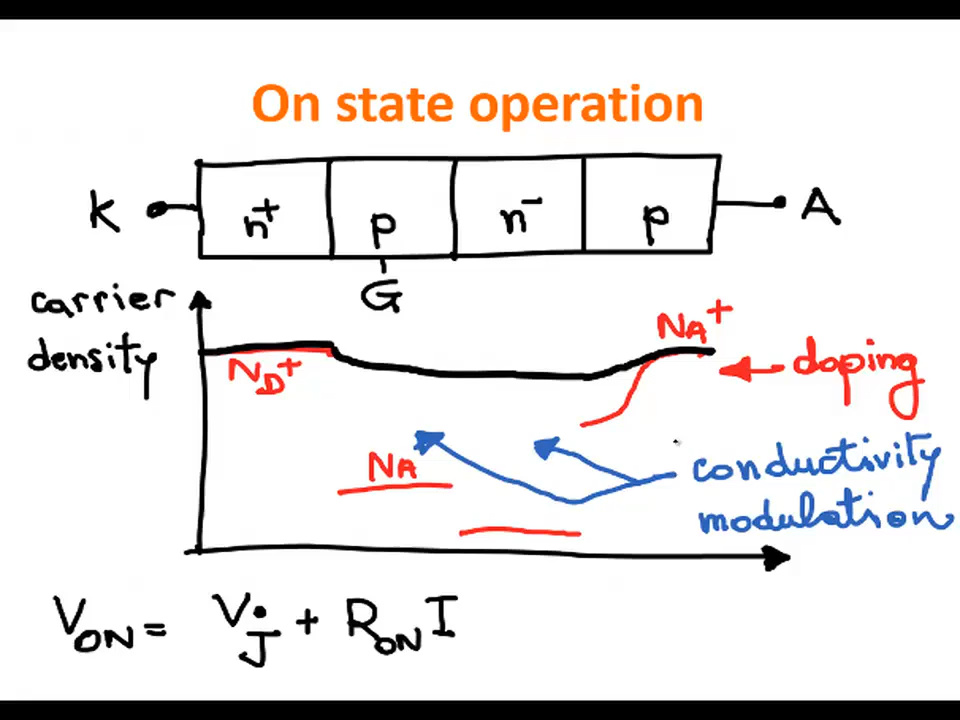 On state operation
K n+ p n- p A
G
carrier
density
ND+
NA+
doping
NA
conductivity
modulation
VON = VJ + RON I